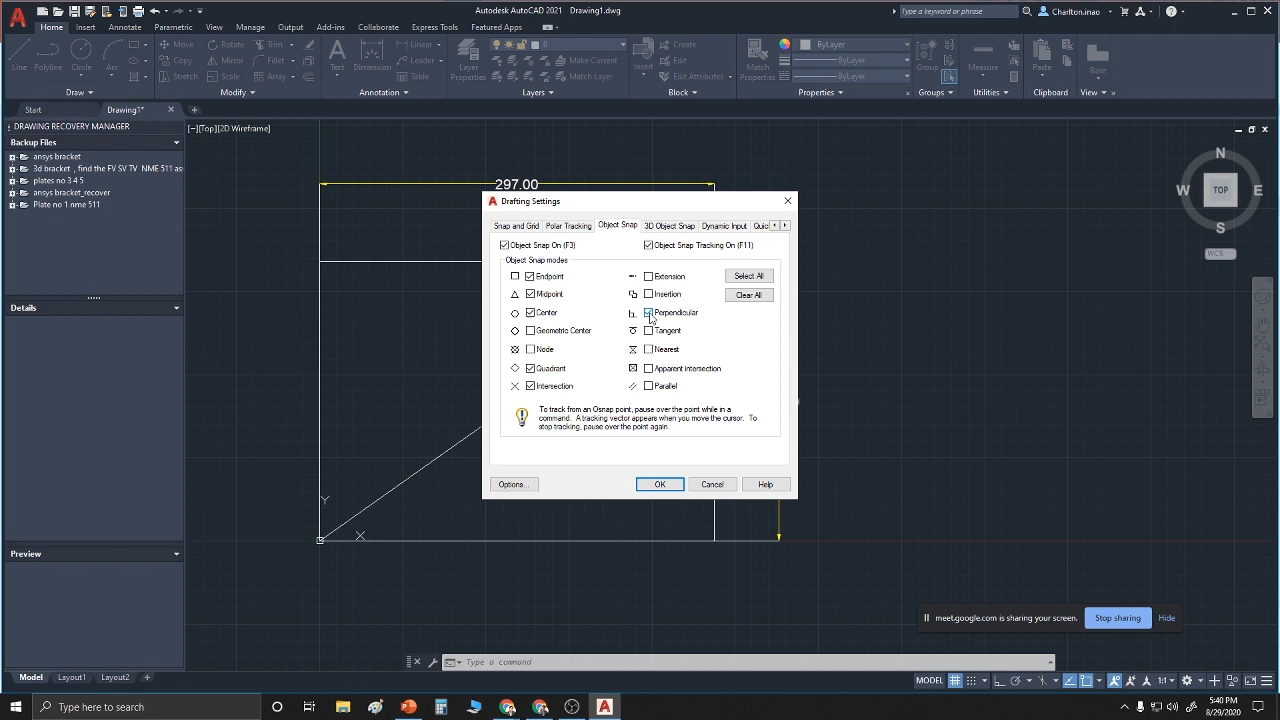 Autodesk AutoCAD 2021 Drawing1.dwg
Type a keyword or phrase
Charlton.inao
Home Insert Annotate Parametric View Manage Output Add-ins Collaborate Express Tools Featured Apps
Line Polyline Circle Arc
Move Rotate Trim
Copy Mirror Fillet
Stretch Scale Array
Text Dimension
Linear
Leader
Table
Layer Properties
0
Make Current
Match Layer
Insert
Create
Edit
Edit Attributes
Match Properties
ByLayer
ByLayer
ByLayer
Group
Measure
Paste
Base
Draw Modify Annotation Layers Block Properties Groups Utilities Clipboard View
Start Drawing1*
DRAWING RECOVERY MANAGER
Backup Files
ansys bracket
3d bracket , find the FV SV TV NME 511 ass
plates no 3 4 5
ansys bracket_recover
Plate no 1 nme 511
Details
Preview
[−][Top][2D Wireframe]
297.00
N
W TOP E
S
WCS
Y
X
Drafting Settings
Snap and Grid Polar Tracking Object Snap 3D Object Snap Dynamic Input Quic
Object Snap On (F3) Object Snap Tracking On (F11)
Object Snap modes
Endpoint Extension Select All
Midpoint Insertion Clear All
Center Perpendicular
Geometric Center Tangent
Node Nearest
Quadrant Apparent intersection
Intersection Parallel
To track from an Osnap point, pause over the point while in a
command. A tracking vector appears when you move the cursor. To
stop tracking, pause over the point again.
Options... OK Cancel Help
meet.google.com is sharing your screen. Stop sharing Hide
Type a command
Model Layout1 Layout2
MODEL 1:1
Type here to search
5:40 PM
8/29/2020